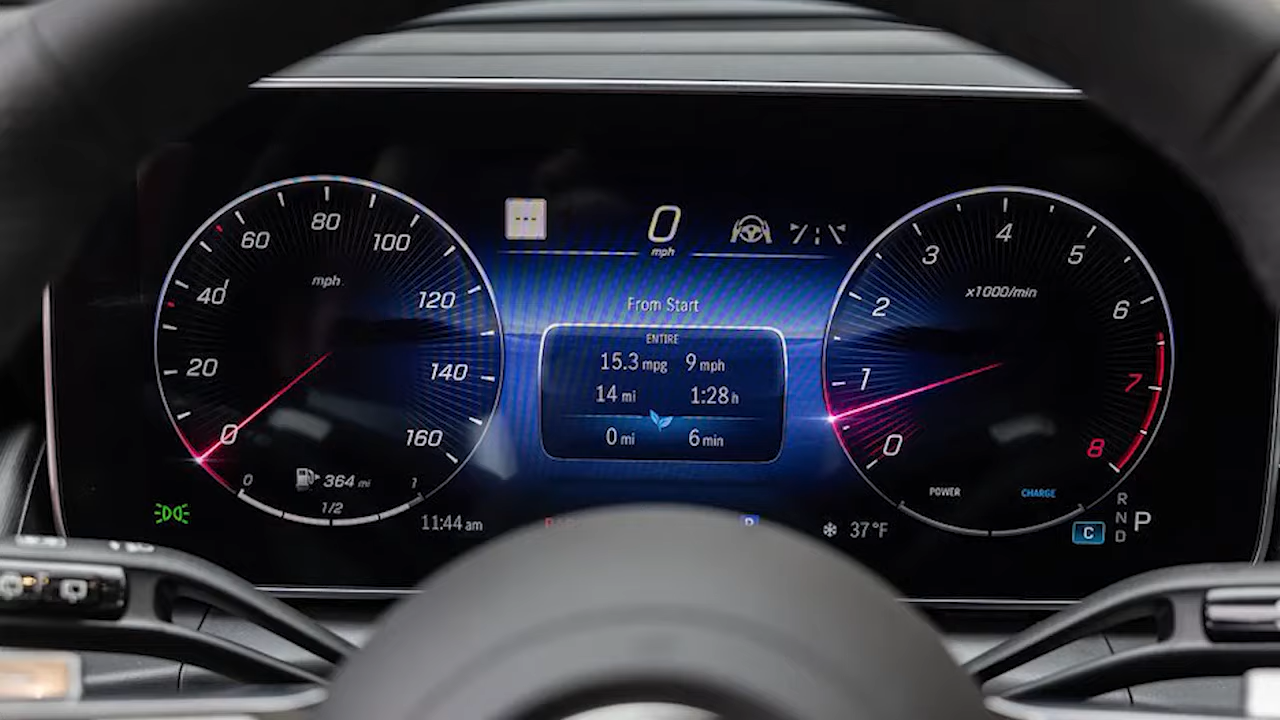 0
mph
80
60
100
mph
40
120
20
140
0
160
364 mi
0
1
1/2
11:44 am
From Start
ENTIRE
15.3 mpg 9 mph
14 mi 1:28 h
0 mi 6 min
4
3
5
x1000/min
2
6
1
7
0
8
POWER CHARGE
37°F
C
R
N P
D